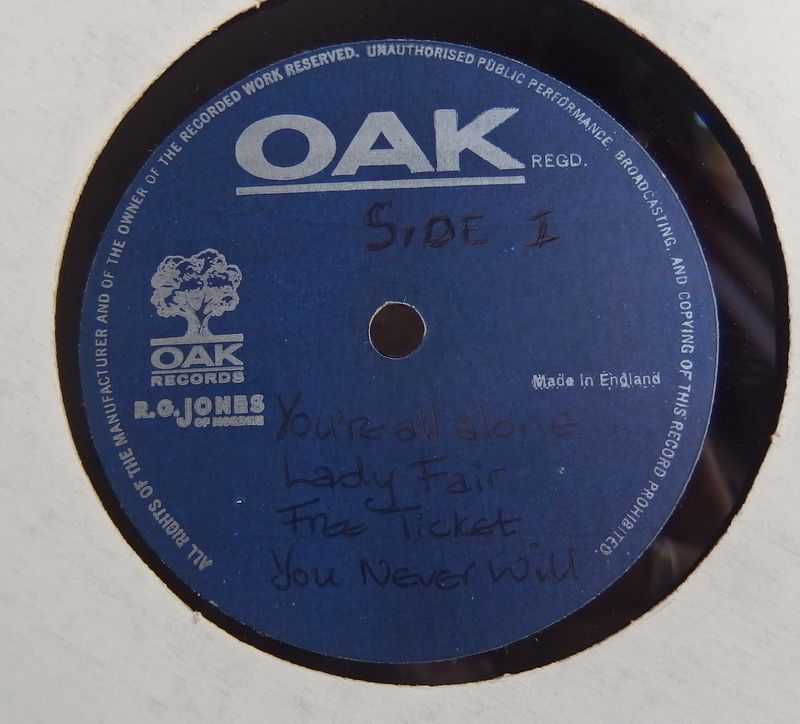 ALL RIGHTS OF THE MANUFACTURER AND OF THE OWNER OF THE RECORDED WORK RESERVED. UNAUTHORISED PUBLIC PERFORMANCE, BROADCASTING, AND COPYING OF THIS RECORD PROHIBITED.
OAK REGD.
SIDE I
OAK
RECORDS
Made in England
R.G.JONES
OF MORDEN
You're all alone
Lady Fair
Free Ticket
You Never Will